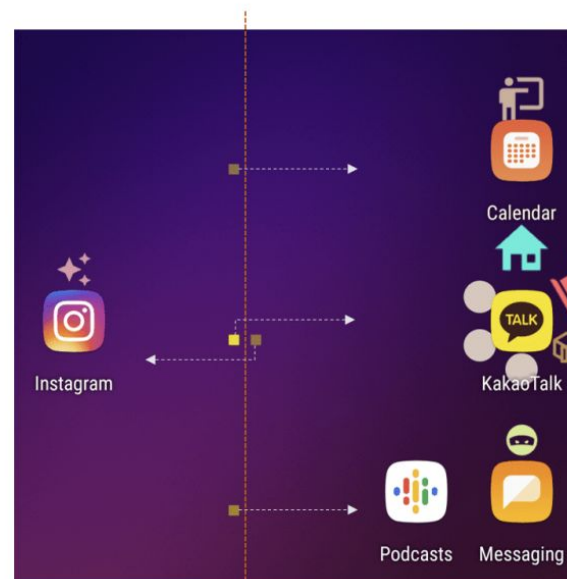 Calendar
TALK
Instagram
KakaoTalk
Podcasts
Messaging